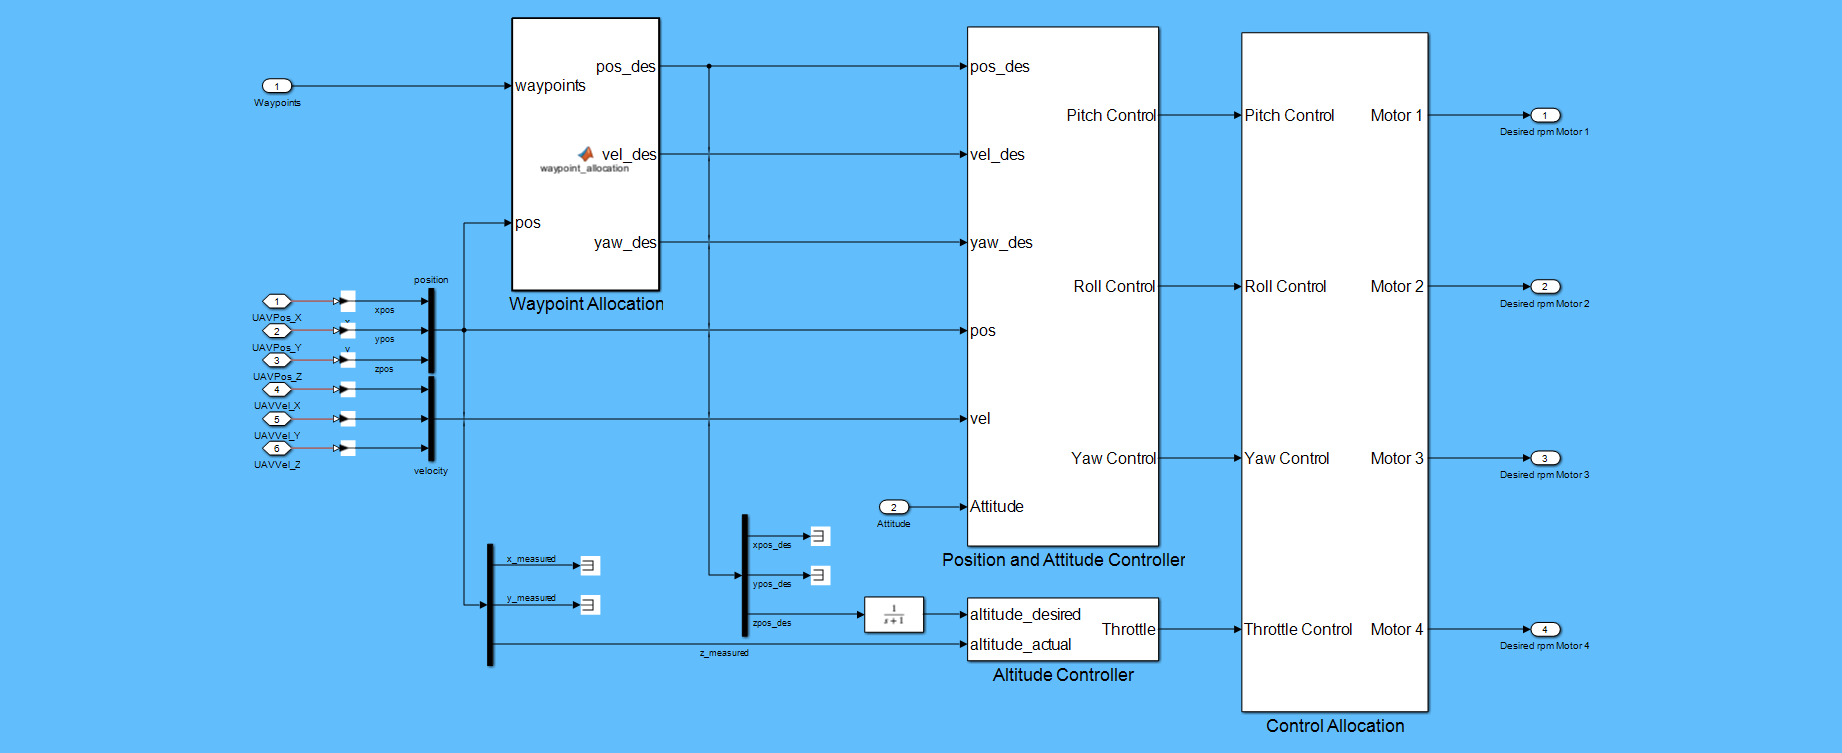 1
Waypoints
waypoints
pos_des
vel_des
waypoint_allocation
pos
yaw_des
Waypoint Allocation
position
1
UAVPos_X
xpos
x
2
UAVPos_Y
ypos
y
3
UAVPos_Z
zpos
4
UAVVel_X
5
UAVVel_Y
6
UAVVel_Z
velocity
x_measured
y_measured
z_measured
xpos_des
ypos_des
zpos_des
1
s+1
2
Attitude
pos_des
vel_des
yaw_des
pos
vel
Attitude
Pitch Control
Roll Control
Yaw Control
Position and Attitude Controller
altitude_desired
altitude_actual
Throttle
Altitude Controller
Pitch Control
Roll Control
Yaw Control
Throttle Control
Motor 1
Motor 2
Motor 3
Motor 4
Control Allocation
1
Desired rpm Motor 1
2
Desired rpm Motor 2
3
Desired rpm Motor 3
4
Desired rpm Motor 4